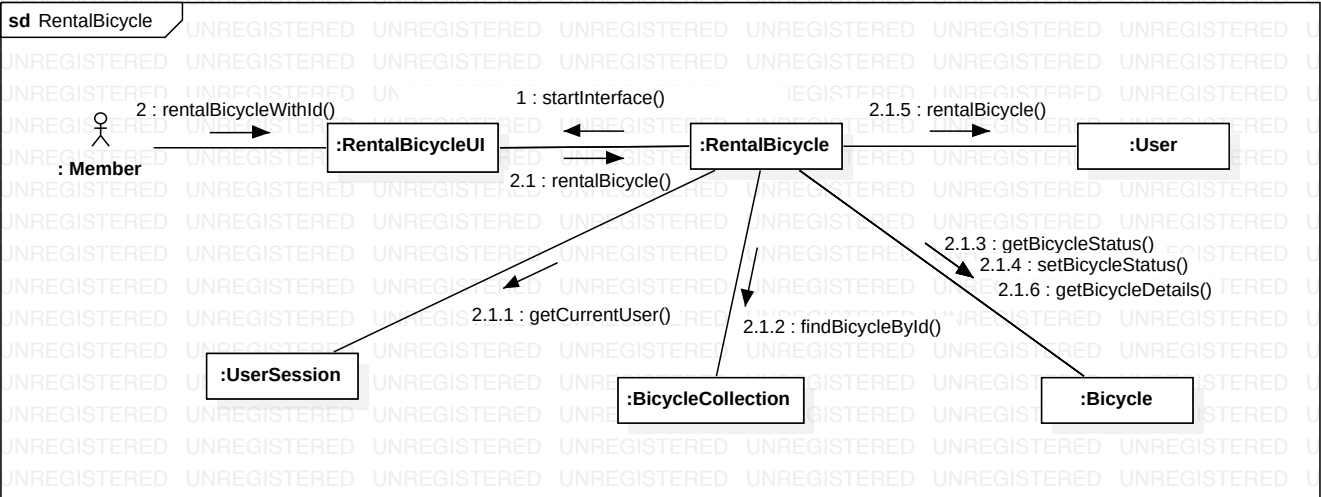 sd RentalBicycle
2 : rentalBicycleWithId()
1 : startInterface()
2.1.5 : rentalBicycle()
: Member
:RentalBicycleUI
:RentalBicycle
:User
2.1 : rentalBicycle()
2.1.3 : getBicycleStatus()
2.1.4 : setBicycleStatus()
2.1.6 : getBicycleDetails()
2.1.1 : getCurrentUser()
2.1.2 : findBicycleById()
:UserSession
:BicycleCollection
:Bicycle
UNREGISTERED